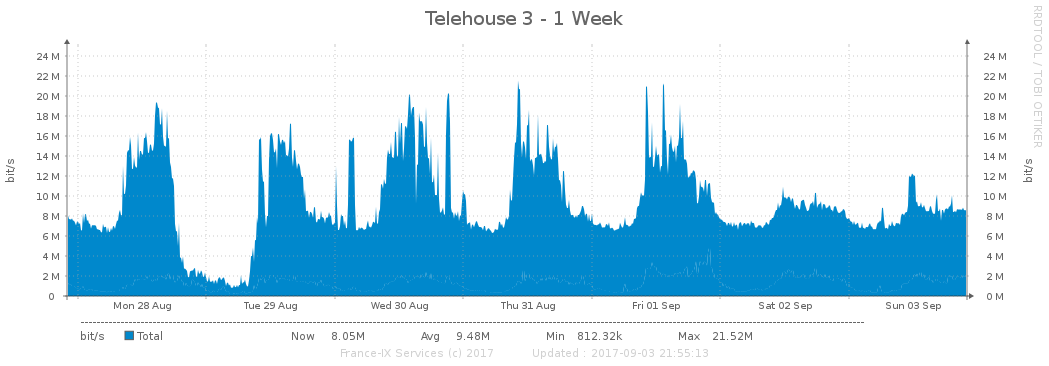 Telehouse 3 - 1 Week
RRDTOOL / TOBI OETIKER
bit/s
24 M 24 M
22 M 22 M
20 M 20 M
18 M 18 M
16 M 16 M
14 M 14 M
12 M 12 M
10 M 10 M
8 M 8 M
6 M 6 M
4 M 4 M
2 M 2 M
0 0 M
bit/s
Mon 28 Aug Tue 29 Aug Wed 30 Aug Thu 31 Aug Fri 01 Sep Sat 02 Sep Sun 03 Sep
bit/s Total Now 8.05M Avg 9.48M Min 812.32k Max 21.52M
France-IX Services (c) 2017 Updated : 2017-09-03 21:55:13